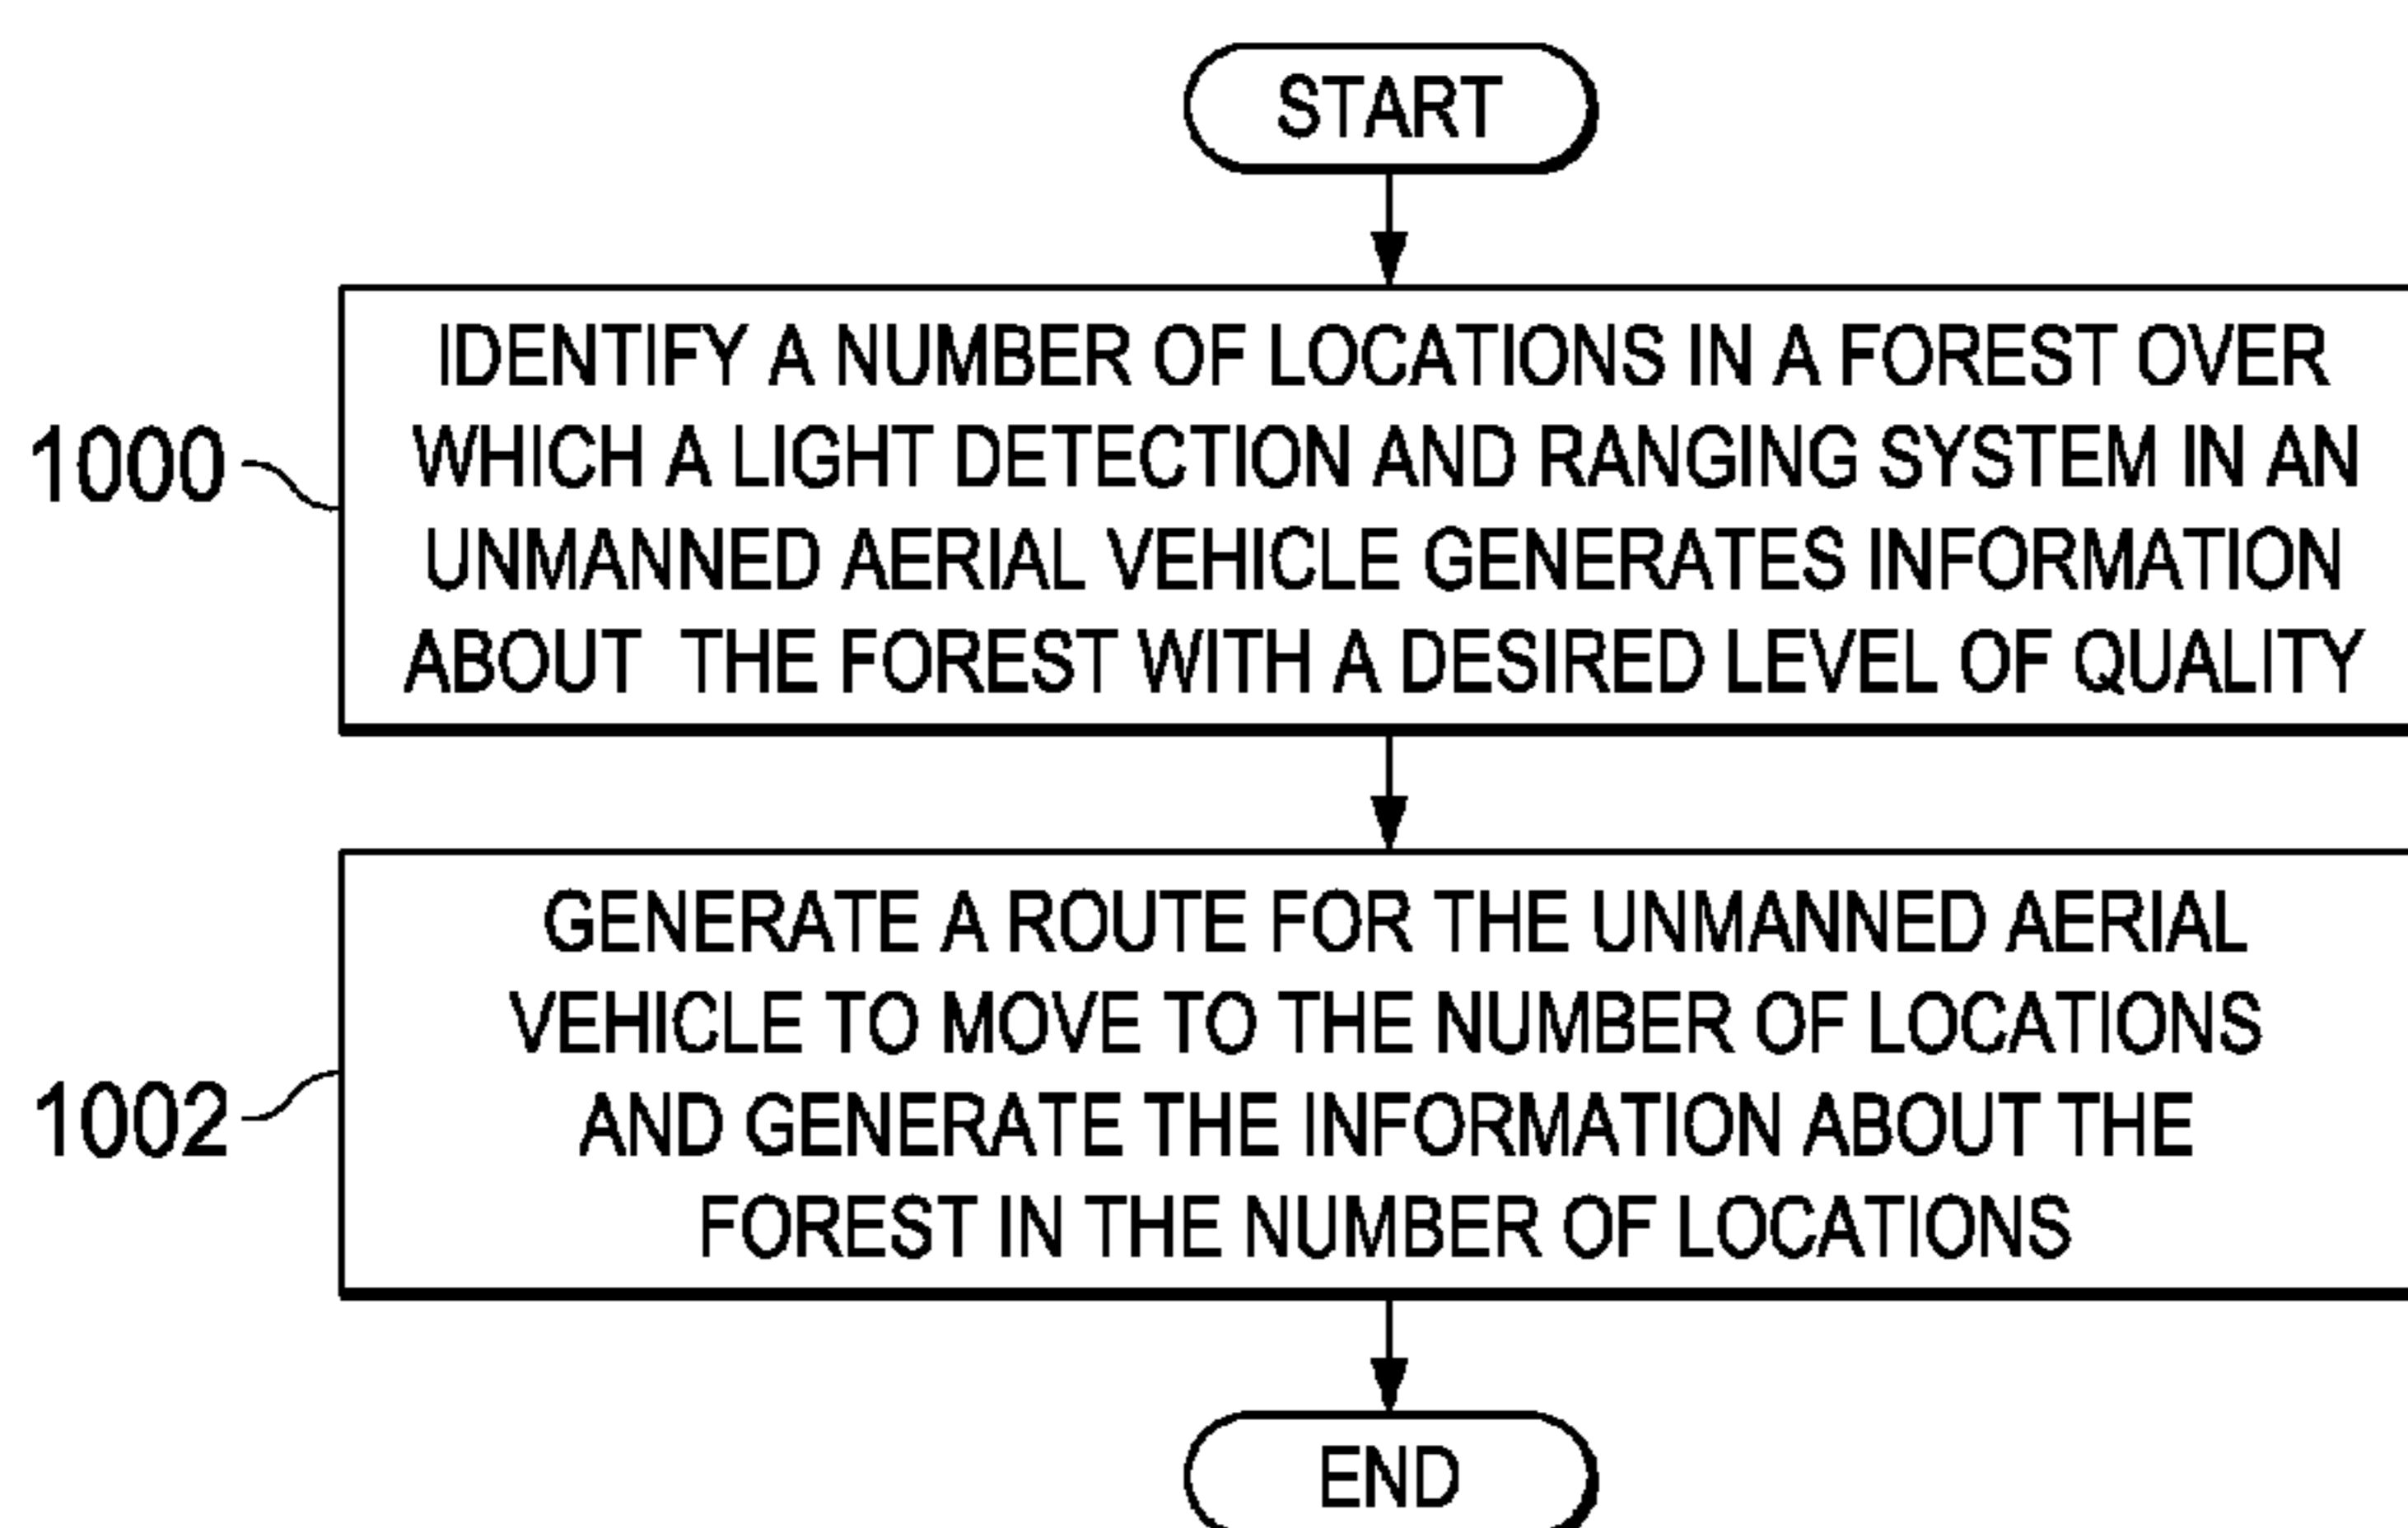 START
IDENTIFY A NUMBER OF LOCATIONS IN A FOREST OVER
WHICH A LIGHT DETECTION AND RANGING SYSTEM IN AN
1000
UNMANNED AERIAL VEHICLE GENERATES INFORMATION
ABOUT THE FOREST WITH A DESIRED LEVEL OF QUALITY
GENERATE A ROUTE FOR THE UNMANNED AERIAL
VEHICLE TO MOVE TO THE NUMBER OF LOCATIONS
1002
AND GENERATE THE INFORMATION ABOUT THE
FOREST IN THE NUMBER OF LOCATIONS
END